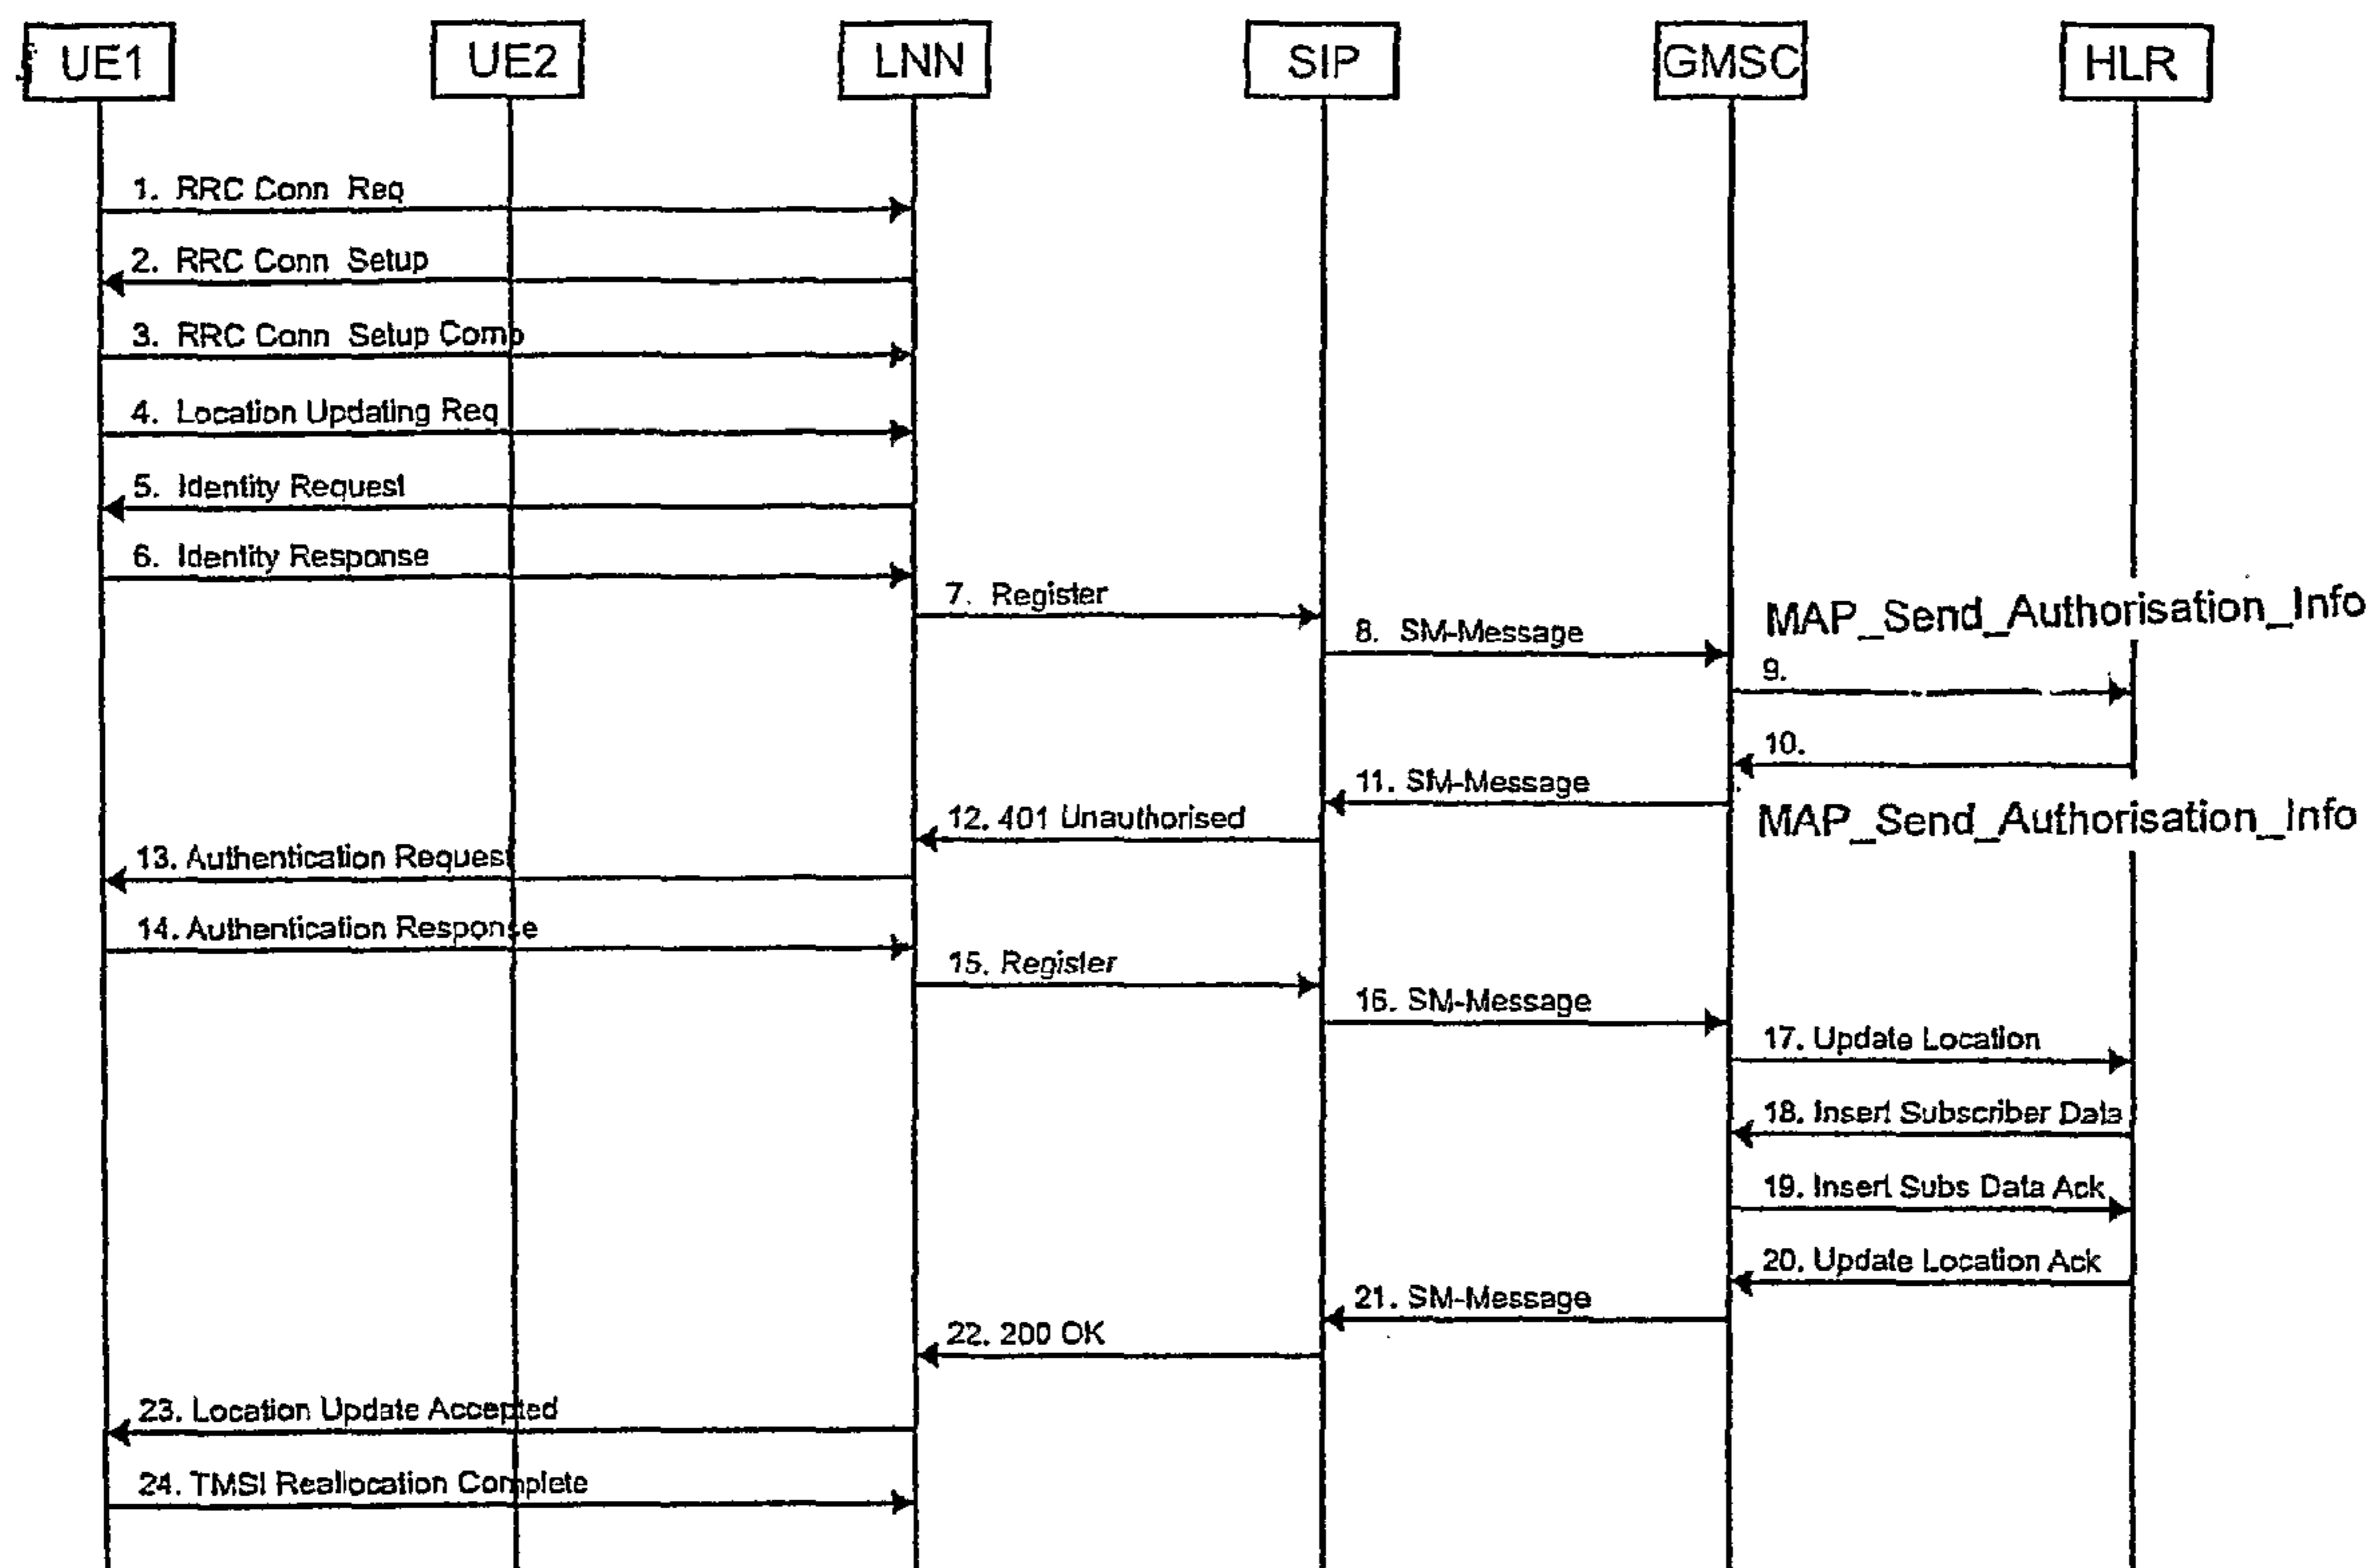 UE1 UE2 LNN SIP GMSC HLR
1. RRC Conn Req
2. RRC Conn Setup
3. RRC Conn Setup Comp
4. Location Updating Req
5. Identity Request
6. Identity Response
7. Register
8. SM-Message
MAP_Send_Authorisation_Info
9.
10.
11. SM-Message
MAP_Send_Authorisation_Info
12. 401 Unauthorised
13. Authentication Request
14. Authentication Response
15. Register
16. SM-Message
17. Update Location
18. Insert Subscriber Data
19. Insert Subs Data Ack
20. Update Location Ack
21. SM-Message
22. 200 OK
23. Location Update Accepted
24. TMSI Reallocation Complete